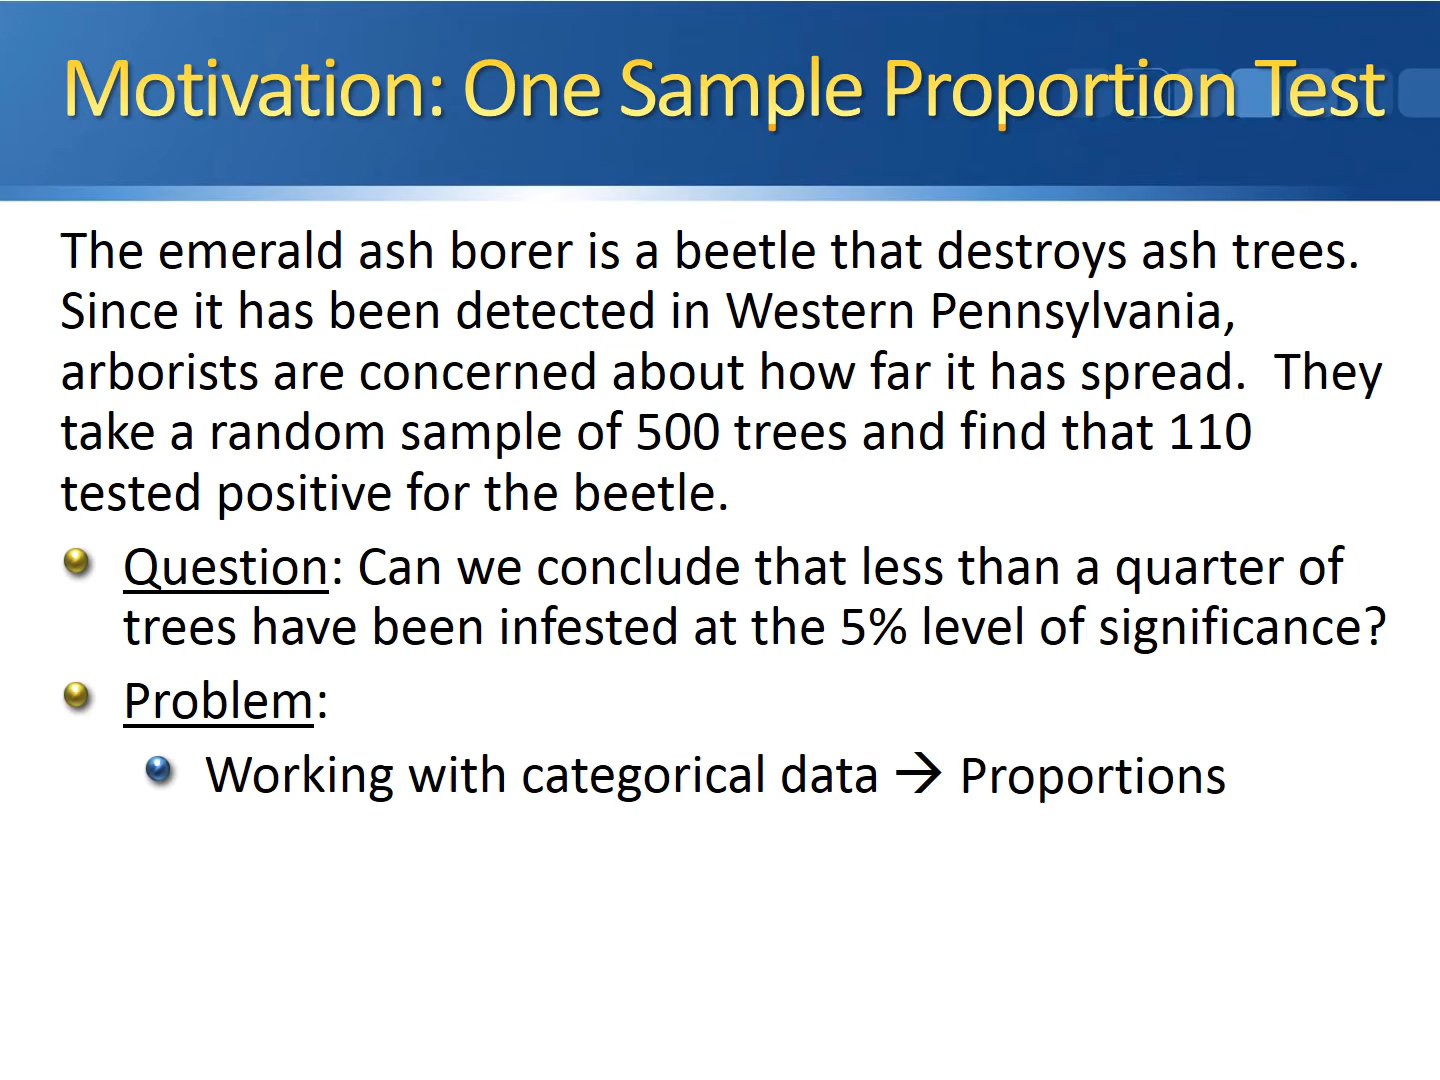 Motivation: One Sample Proportion Test
The emerald ash borer is a beetle that destroys ash trees.
Since it has been detected in Western Pennsylvania,
arborists are concerned about how far it has spread.  They
take a random sample of 500 trees and find that 110
tested positive for the beetle.
Question: Can we conclude that less than a quarter of
trees have been infested at the 5% level of significance?
Problem:
Working with categorical data → Proportions